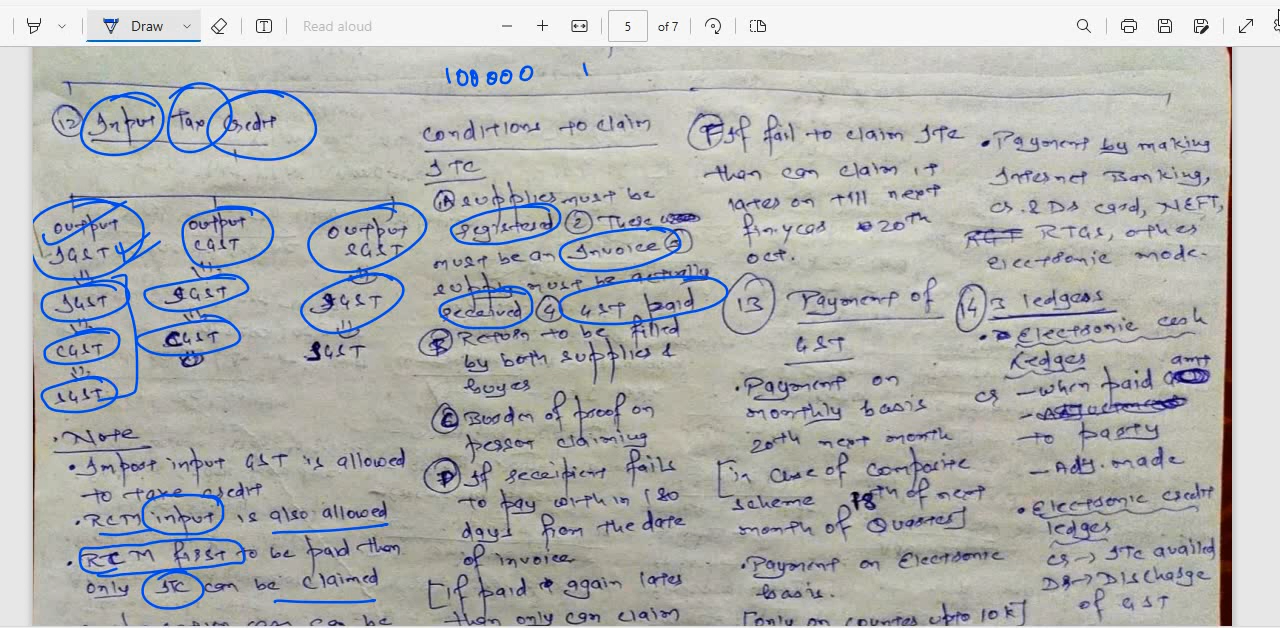 Draw
Read aloud
5
of 7
100000 1
12 Input Tax Credit
Output
IGST
IGST
CGST
SGST
Output
CGST
IGST
CGST
Output
SGST
IGST
SGST
Note
• Import input GST is allowed
to take credit
• RCM input is also allowed
• RCM first to be paid then
only ITC can be claimed
can be
Conditions to claim
ITC
(A) supplies must be
registered (2) There
must be an Invoice (3)
supply must be actually
received (4) GST paid
(B) Return to be filled
by both supplies &
buyer
(C) Burden of proof on
person claiming
(D) If receipient fails
to pay with in 180
days from the date
of invoice
[If paid again later
then only can claim
If fail to claim ITC
then can claim it
later on till next
fin year 20th
oct.
13 Payment of
GST
• Payment on
monthly basis
20th next month
[in case of composite
scheme 18th of next
month of Quarter]
• Payment on Electronic
basis.
[only on counter upto 10k]
• Payment by making
Internet Banking,
cr. & Dr card, NEFT,
RTGS, other
electronic mode.
14 3 ledgers
• Electronic cash
ledger
cr - when paid amt
to party
- Adj. made
• Electronic credit
ledger
cr → ITC availed
Dr → Discharge
of GST